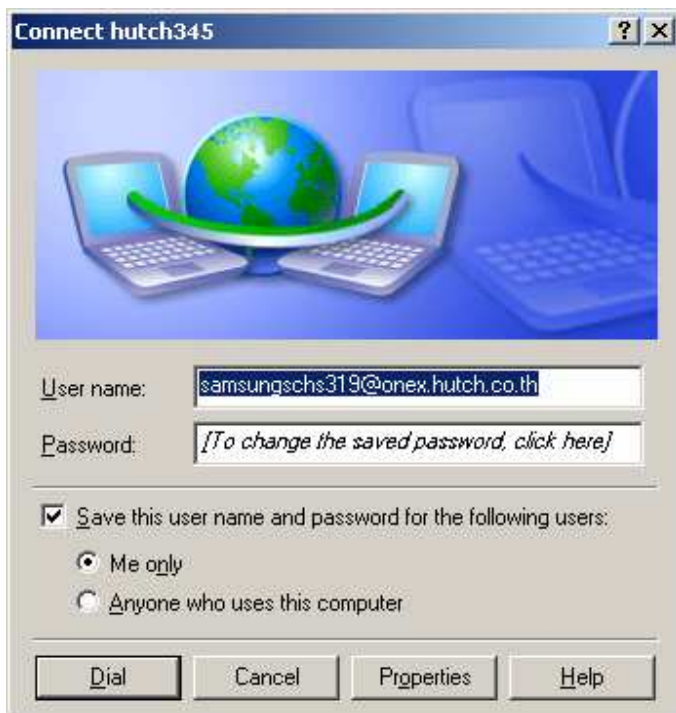 Connect hutch345
User name: samsungschs319@onex.hutch.co.th
Password: [To change the saved password, click here]
Save this user name and password for the following users:
Me only
Anyone who uses this computer
Dial Cancel Properties Help